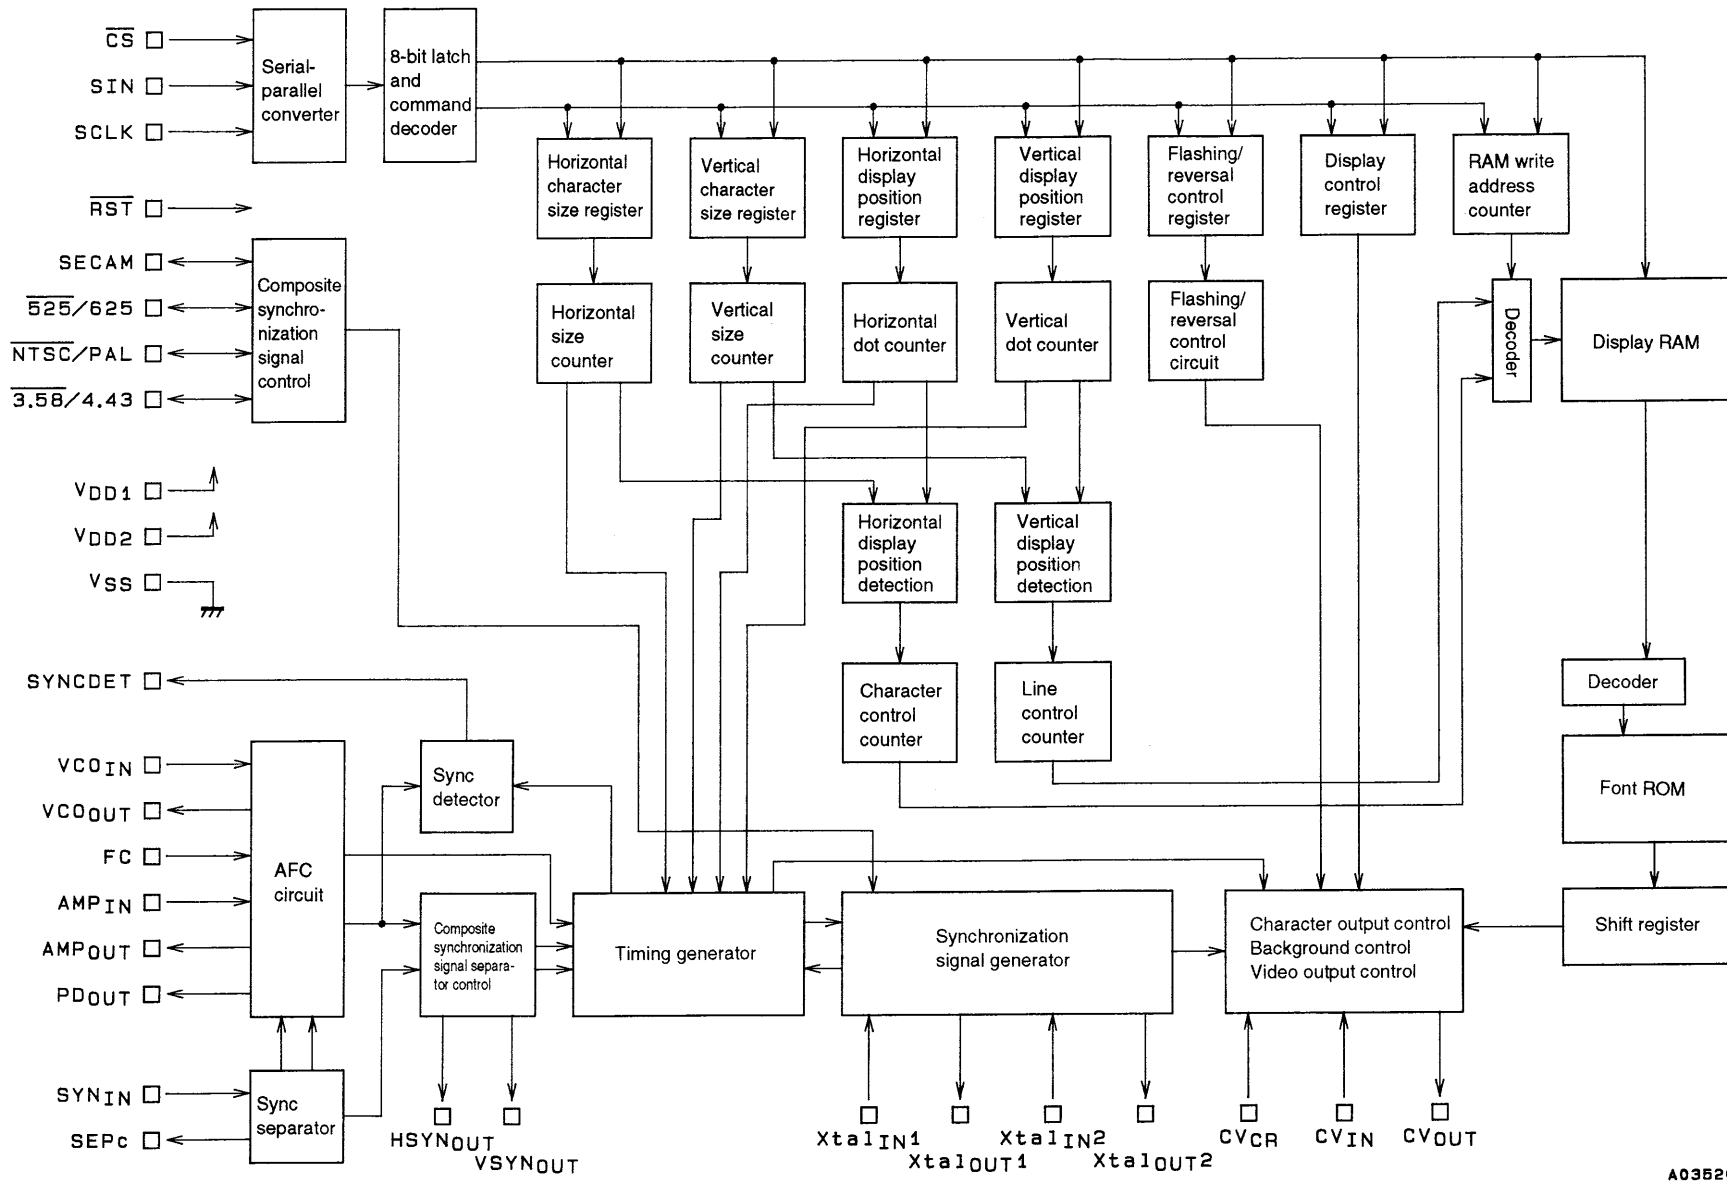 CS
SIN
SCLK
RST
SECAM
525/625
NTSC/PAL
3.58/4.43
VDD1
VDD2
VSS
SYNCDET
VCOIN
VCOOUT
FC
AMPIN
AMPOUT
PDOUT
SYNIN
SEPC
Serial-
parallel
converter
8-bit latch
and
command
decoder
Composite
synchro-
nization
signal
control
Horizontal
character
size register
Vertical
character
size register
Horizontal
display
position
register
Vertical
display
position
register
Flashing/
reversal
control
register
Display
control
register
RAM write
address
counter
Horizontal
size
counter
Vertical
size
counter
Horizontal
dot counter
Vertical
dot counter
Flashing/
reversal
control
circuit
Decoder
Display RAM
Horizontal
display
position
detection
Vertical
display
position
detection
Character
control
counter
Line
control
counter
Decoder
Font ROM
Shift register
Sync
detector
AFC
circuit
Composite
synchronization
signal separa-
tor control
Timing generator
Synchronization
signal generator
Character output control
Background control
Video output control
Sync
separator
HSYNOUT
VSYNOUT
XtalIN1
XtalOUT1
XtalIN2
XtalOUT2
CVCR
CVIN
CVOUT